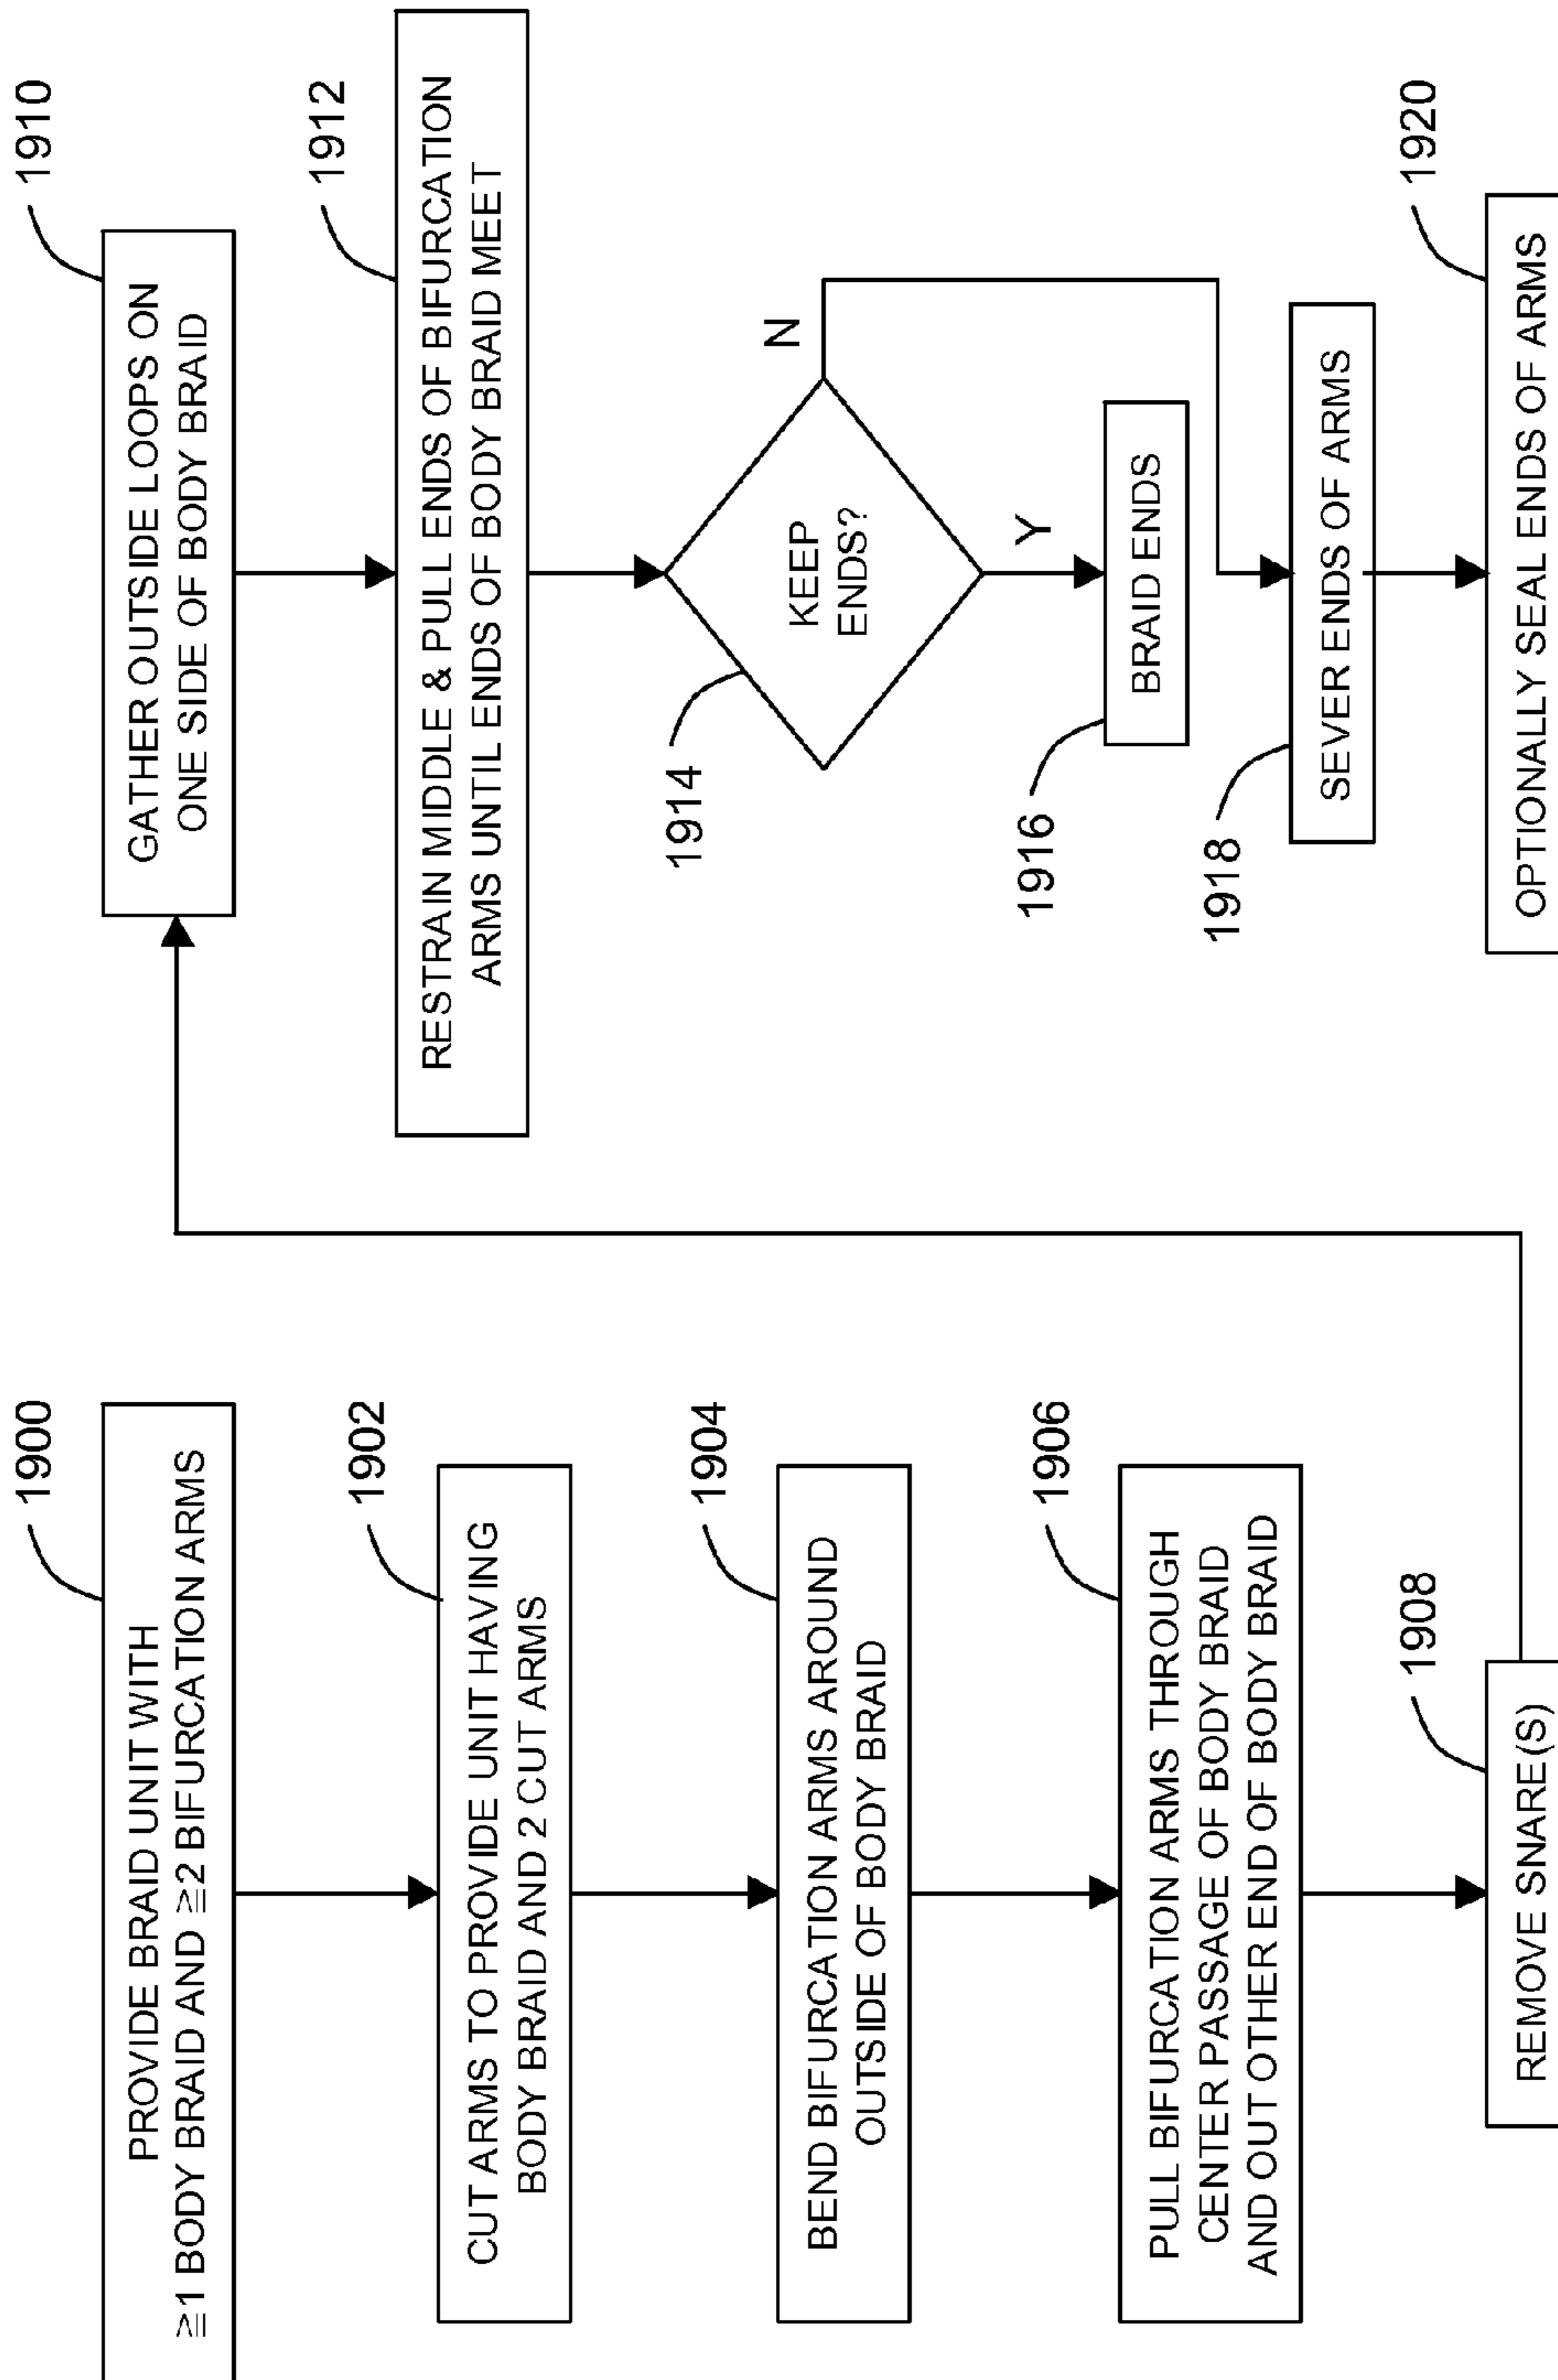 1900
PROVIDE BRAID UNIT WITH
≧1 BODY BRAID AND ≧2 BIFURCATION ARMS
1902
CUT ARMS TO PROVIDE UNIT HAVING
BODY BRAID AND 2 CUT ARMS
1904
BEND BIFURCATION ARMS AROUND
OUTSIDE OF BODY BRAID
1906
PULL BIFURCATION ARMS THROUGH
CENTER PASSAGE OF BODY BRAID
AND OUT OTHER END OF BODY BRAID
1908
REMOVE SNARE(S)
1910
GATHER OUTSIDE LOOPS ON
ONE SIDE OF BODY BRAID
1912
RESTRAIN MIDDLE & PULL ENDS OF BIFURCATION
ARMS UNTIL ENDS OF BODY BRAID MEET
1914
KEEP
ENDS?
N
Y
1916
BRAID ENDS
1918
SEVER ENDS OF ARMS
1920
OPTIONALLY SEAL ENDS OF ARMS